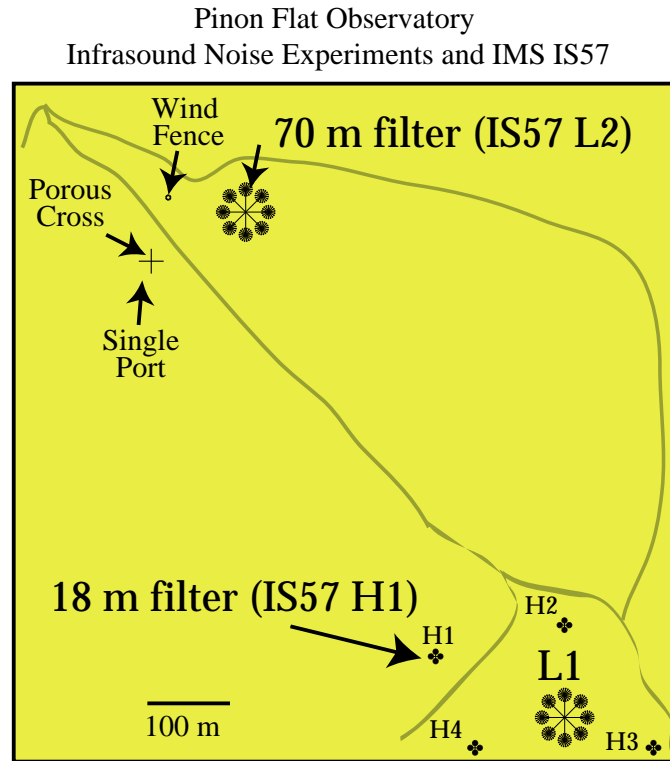 Pinon Flat Observatory
Infrasound Noise Experiments and IMS IS57
Wind
Fence
70 m filter (IS57 L2)
Porous
Cross
Single
Port
18 m filter (IS57 H1)
H2
H1
L1
100 m
H4
H3